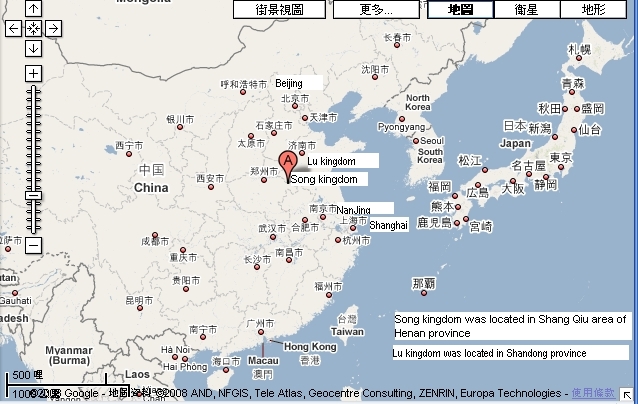 Mongolia
街景視圖
更多...
地圖
衛星
地形
長春市
札幌
瀋陽市
呼和浩特市
Beijing
北京市
天津市
North
Korea
Pyongyang
Seoul
South
Korea
青森
秋田
盛岡
日本
Japan
新潟
仙台
銀川市
石家庄市
太原市
济南市
西宁市
Lu kingdom
A
Song kingdom
中国
China
郑州市
西安市
松江
東京
名古屋
静岡
大阪
広島
福岡
熊本
鹿児島
宮崎
NanJing
南京市
上海市
Shanghai
合肥市
杭州市
武汉市
成都市
重庆市
拉萨市
长沙市
南昌市
贵阳市
Gauhati
昆明市
福州市
那覇
台灣
Taiwan
广州市
南宁市
Hong Kong
香港
Macau
澳門
Myanmar
(Burma)
Hà Nội
Hai Phong
海口市
Laos
Song kingdom was located in Shang Qiu area of
Henan province
Lu kingdom was located in Shandong province
500 哩
©2008 Google - 地圖資料 ©2008 AND, NFGIS, Tele Atlas, Geocentre Consulting, ZENRIN, Europa Technologies - 使用條款